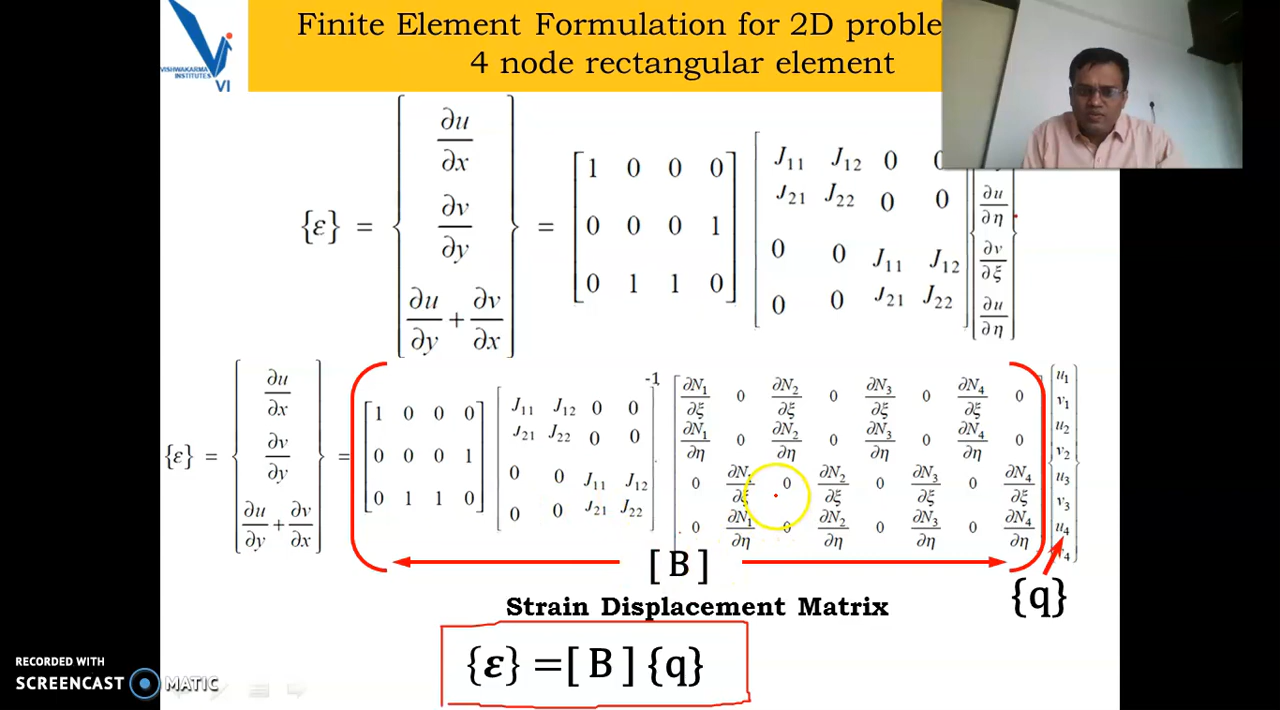 Finite Element Formulation for 2D proble
4 node rectangular element
VISHWAKARMA
INSTITUTES
VI
{ε} = { ∂u/∂x ∂v/∂y ∂u/∂y + ∂v/∂x } = [ 1 0 0 0
0 0 0 1
0 1 1 0 ]
[ J11 J12 0 0
J21 J22 0 0
0 0 J11 J12
0 0 J21 J22 ]
{ ∂u/∂η ∂v/∂ξ ∂u/∂η }
{ε} = { ∂u/∂x ∂v/∂y ∂u/∂y + ∂v/∂x } = [ 1 0 0 0
0 0 0 1
0 1 1 0 ]
[ J11 J12 0 0
J21 J22 0 0
0 0 J11 J12
0 0 J21 J22 ] -1
[ ∂N1/∂ξ 0 ∂N2/∂ξ 0 ∂N3/∂ξ 0 ∂N4/∂ξ 0
∂N1/∂η 0 ∂N2/∂η 0 ∂N3/∂η 0 ∂N4/∂η 0
0 ∂N/∂ξ 0 ∂N2/∂ξ 0 ∂N3/∂ξ 0 ∂N4/∂ξ
0 ∂N1/∂η 0 ∂N2/∂η 0 ∂N3/∂η 0 ∂N4/∂η ]
{ u1
v1
u2
v2
u3
v3
u4
4 }
[ B ]
{q}
Strain Displacement Matrix
{ε} =[ B ] {q}
RECORDED WITH
SCREENCAST MATIC